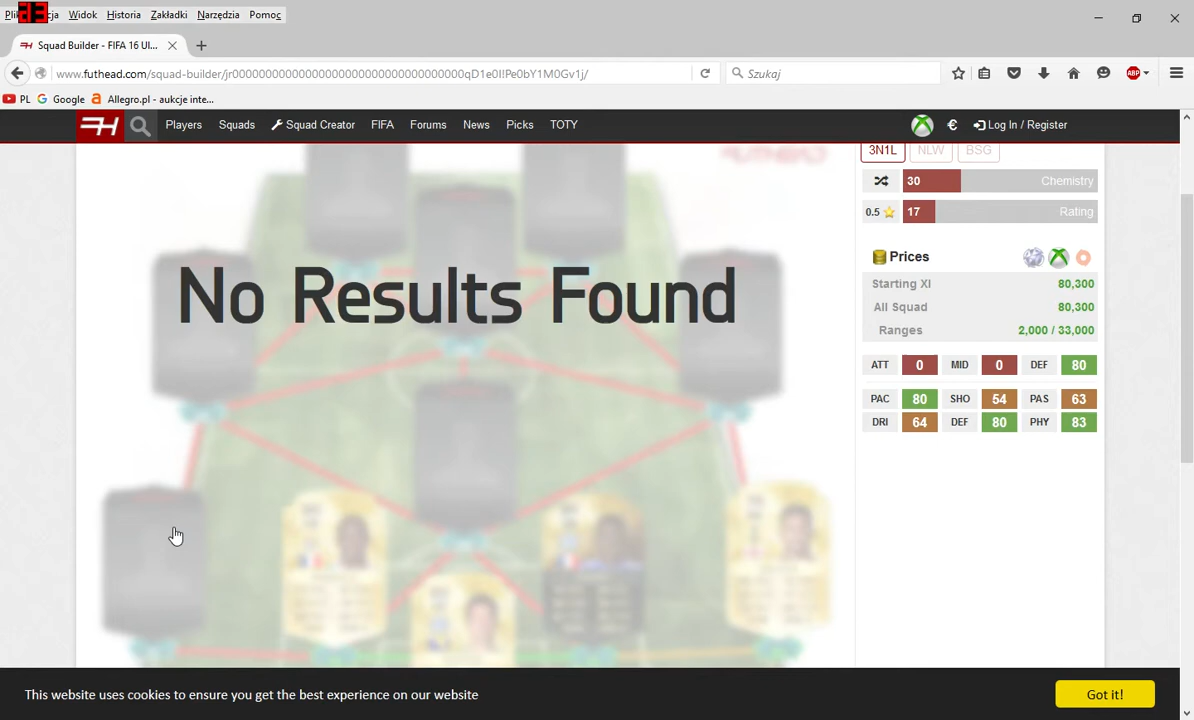 Plik cja Widok Historia Zakładki Narzędzia Pomoc
Squad Builder - FIFA 16 Ul...
www.futhead.com/squad-builder/jr00000000000000000000000000000000qD1e0I!Pe0bY1M0Gv1j/
Szukaj
ABP
PL Google Allegro.pl - aukcje inte...
FH Players Squads Squad Creator FIFA Forums News Picks TOTY € Log In / Register
3N1L NLW BSG
30 Chemistry
0.5 17 Rating
No Results Found
Prices
Starting XI 80,300
All Squad 80,300
Ranges 2,000 / 33,000
ATT 0 MID 0 DEF 80
PAC 80 SHO 54 PAS 63
DRI 64 DEF 80 PHY 83
This website uses cookies to ensure you get the best experience on our website
Got it!